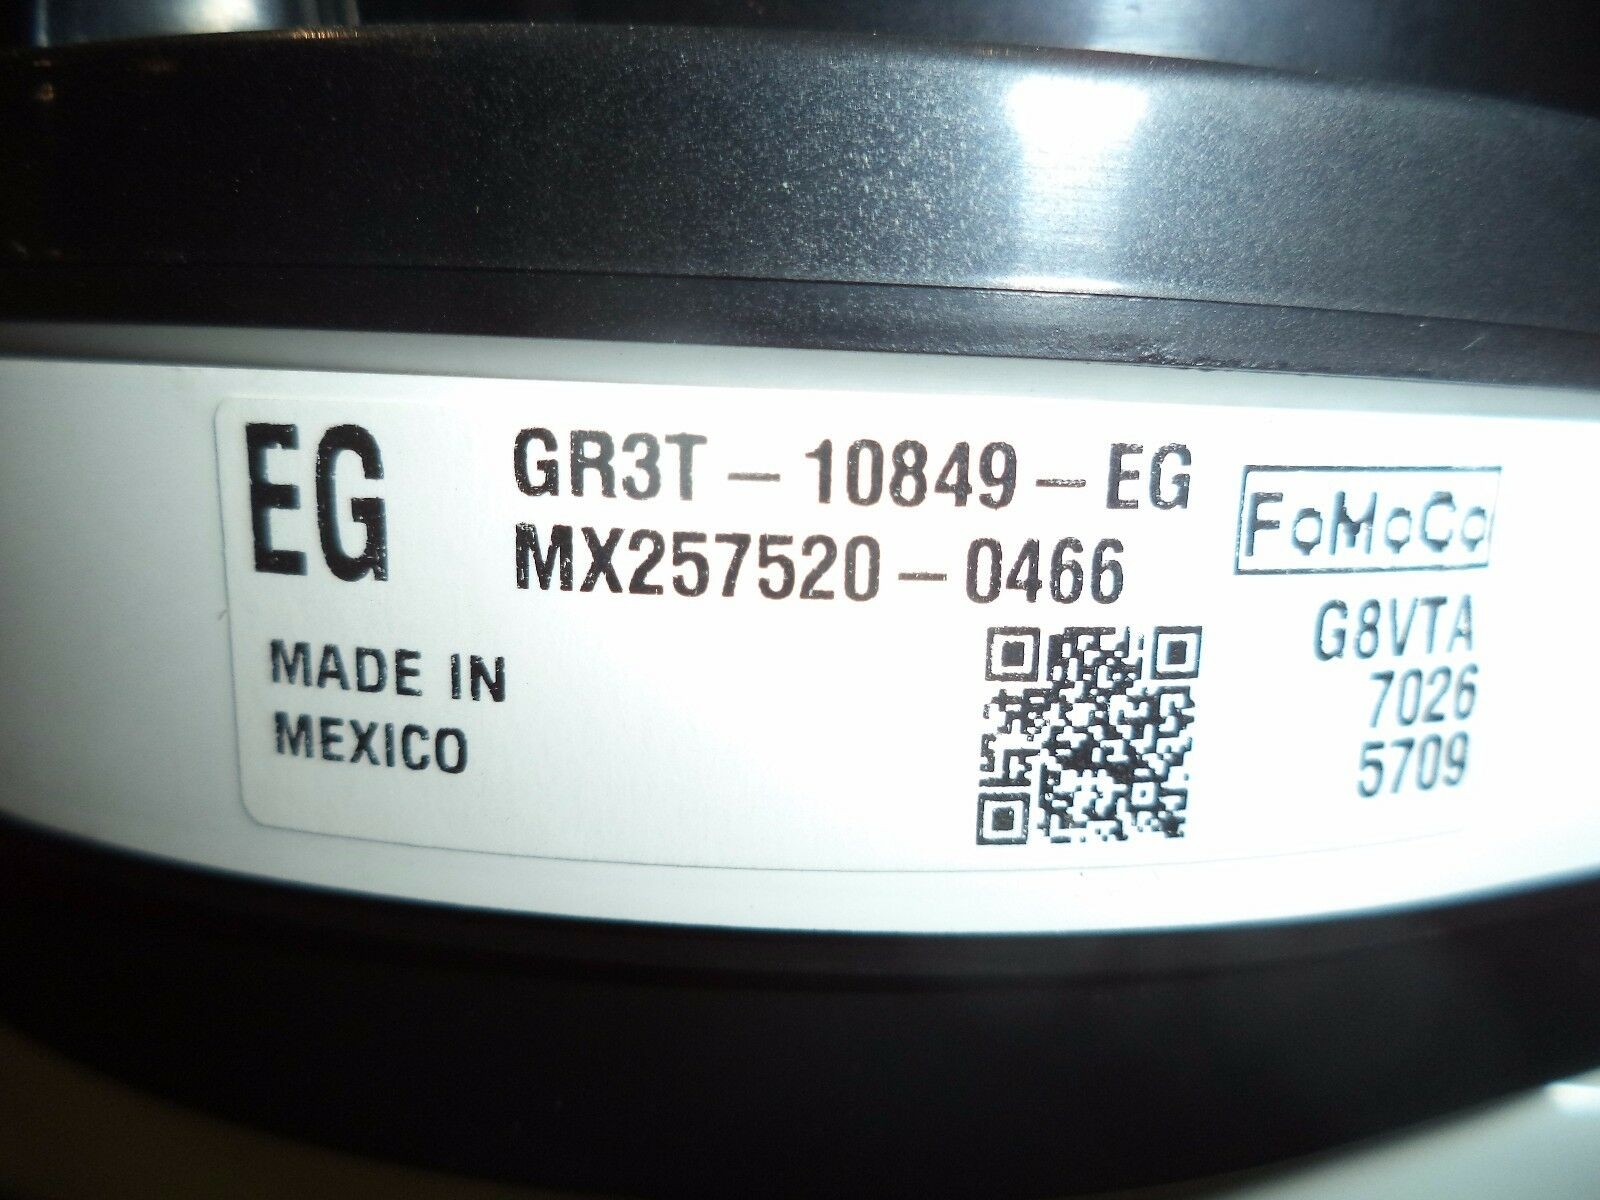 EG
GR3T-10849-EG
MX257520-0466
FoMoCo
G8VTA
7026
5709
MADE IN
MEXICO